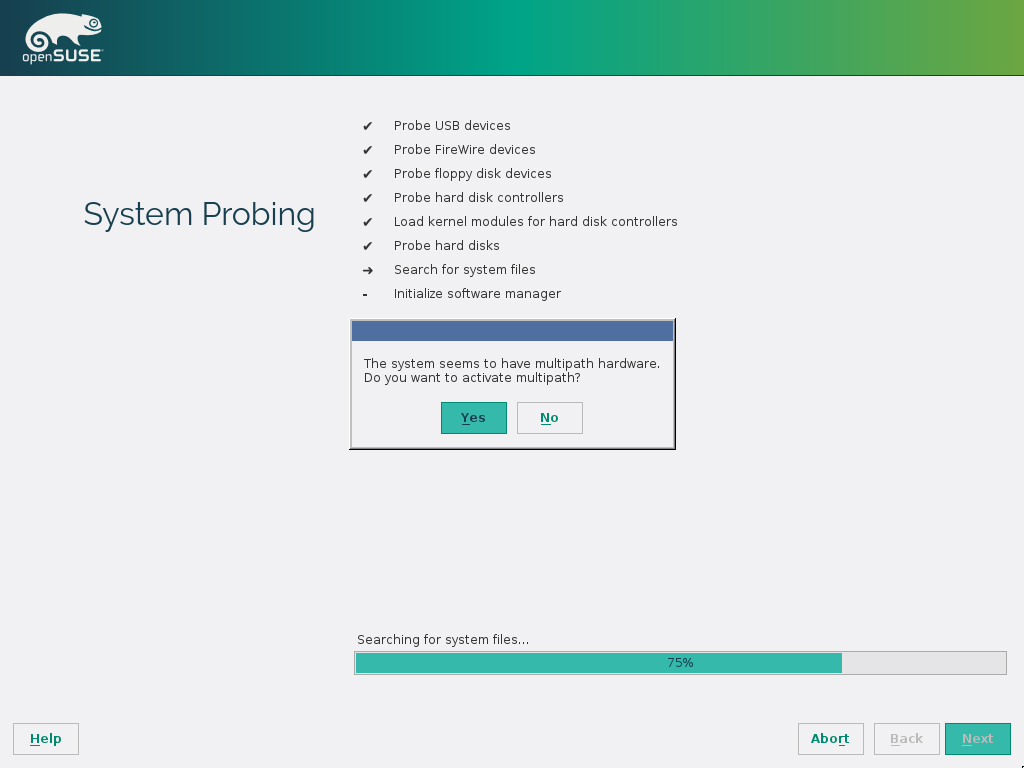 openSUSE
System Probing
✔ Probe USB devices
✔ Probe FireWire devices
✔ Probe floppy disk devices
✔ Probe hard disk controllers
✔ Load kernel modules for hard disk controllers
✔ Probe hard disks
➜ Search for system files
- Initialize software manager
The system seems to have multipath hardware.
Do you want to activate multipath?
Yes No
Searching for system files...
75%
Help Abort Back Next